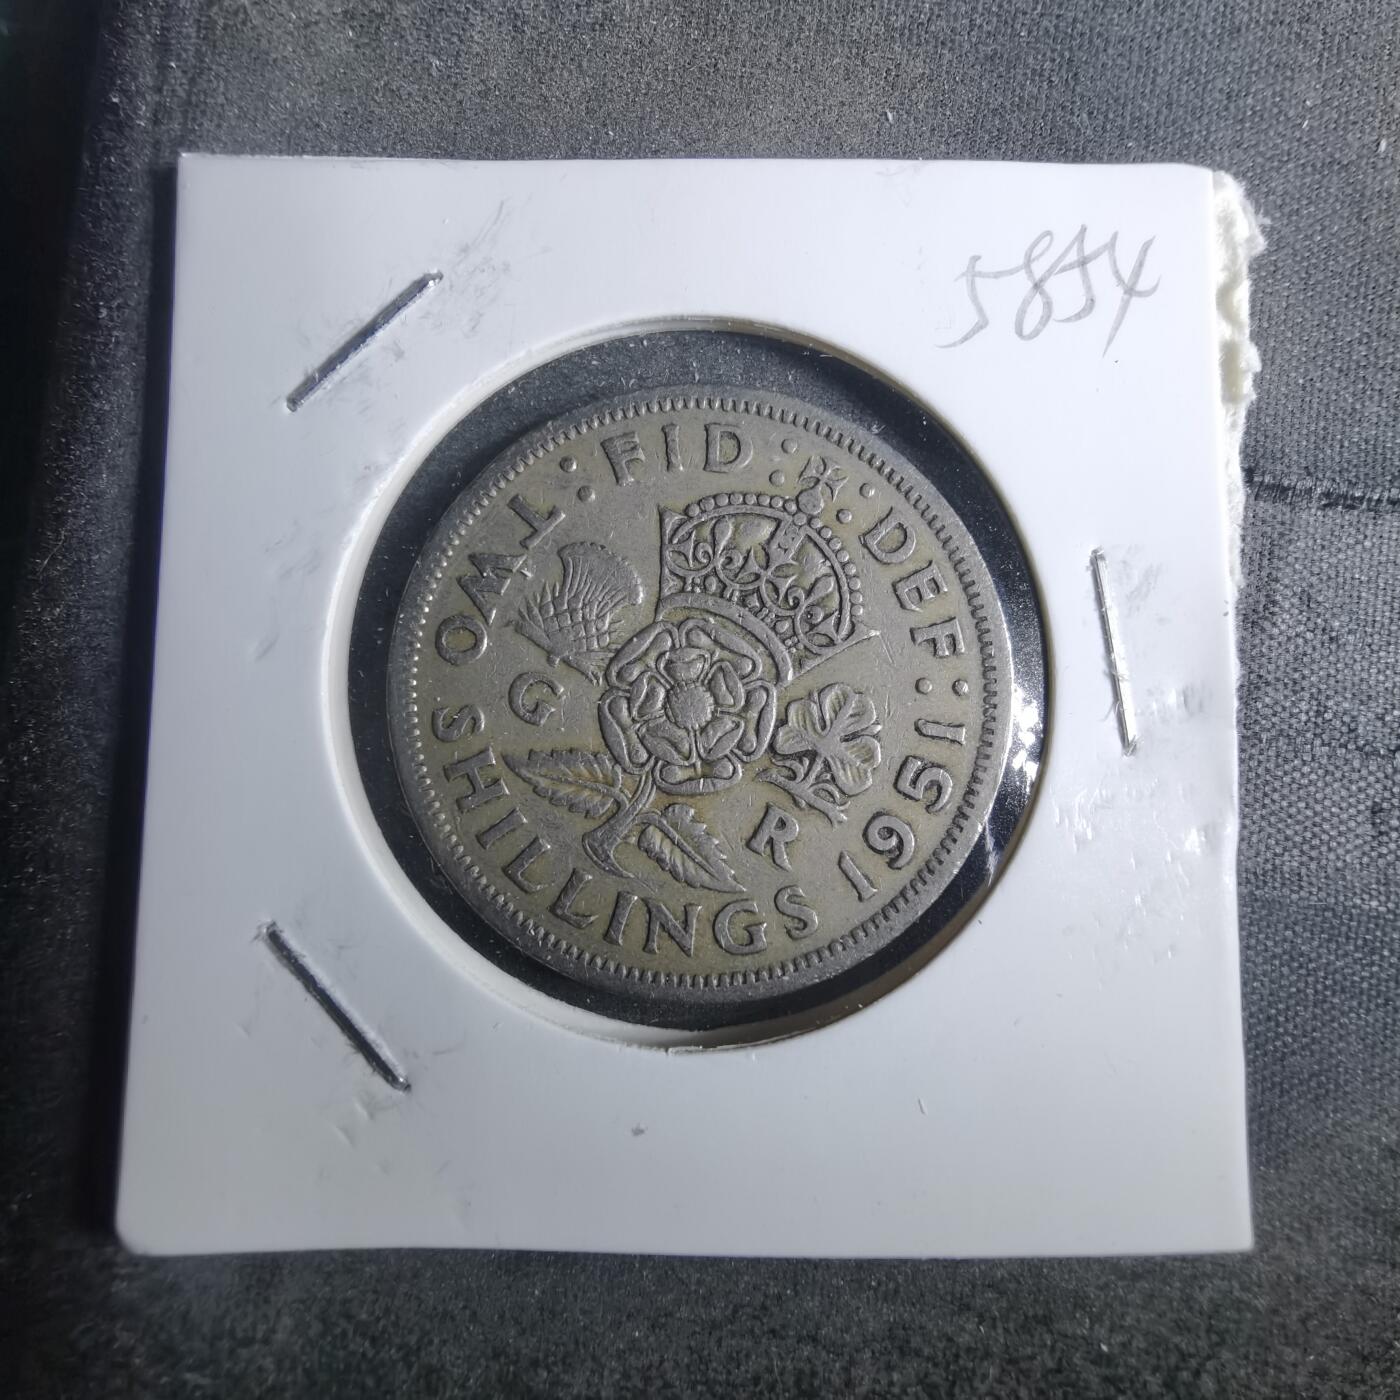 5854
: FID : : DEF : 1951
TWO SHILLINGS
G R